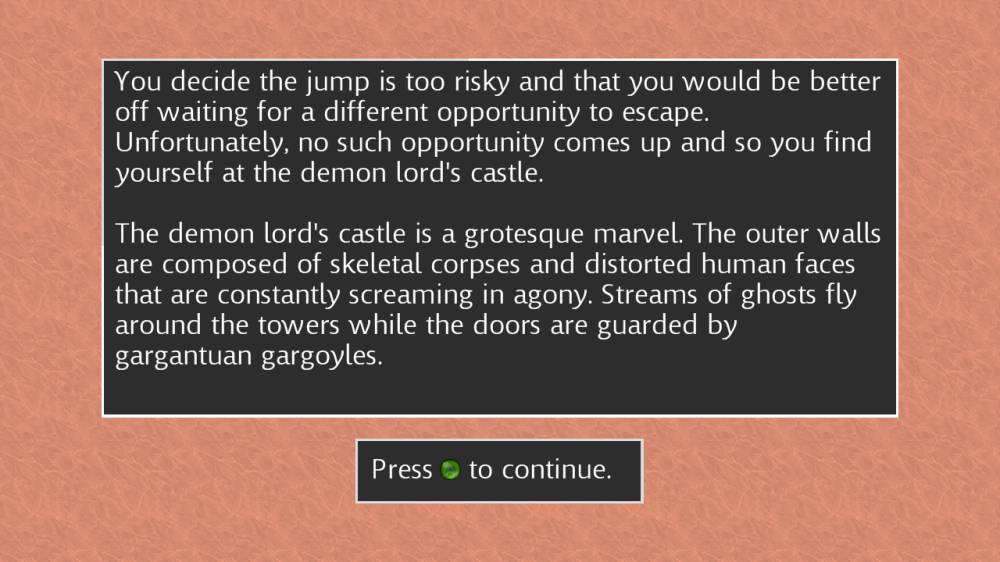 You decide the jump is too risky and that you would be better
off waiting for a different opportunity to escape.
Unfortunately, no such opportunity comes up and so you find
yourself at the demon lord's castle.
The demon lord's castle is a grotesque marvel. The outer walls
are composed of skeletal corpses and distorted human faces
that are constantly screaming in agony. Streams of ghosts fly
around the towers while the doors are guarded by
gargantuan gargoyles.
Press to continue.